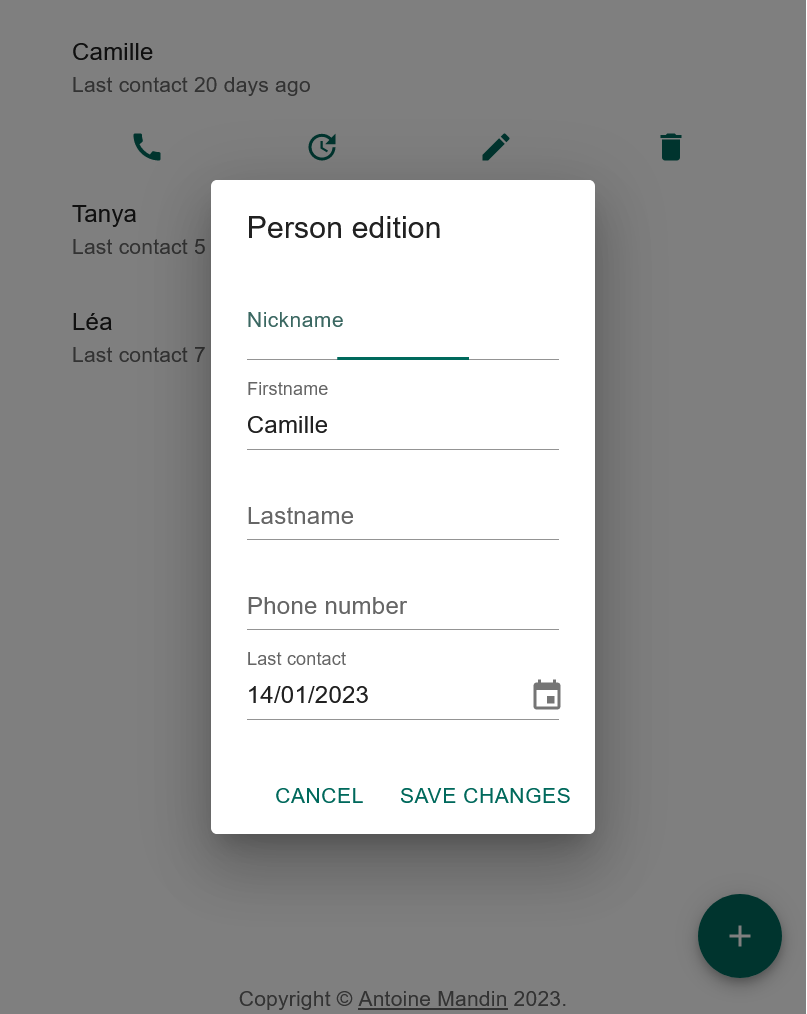 Camille
Last contact 20 days ago
Tanya
Last contact 5
Léa
Last contact 7
Person edition
Nickname
Firstname
Camille
Lastname
Phone number
Last contact
14/01/2023
CANCEL
SAVE CHANGES
Copyright © Antoine Mandin 2023.